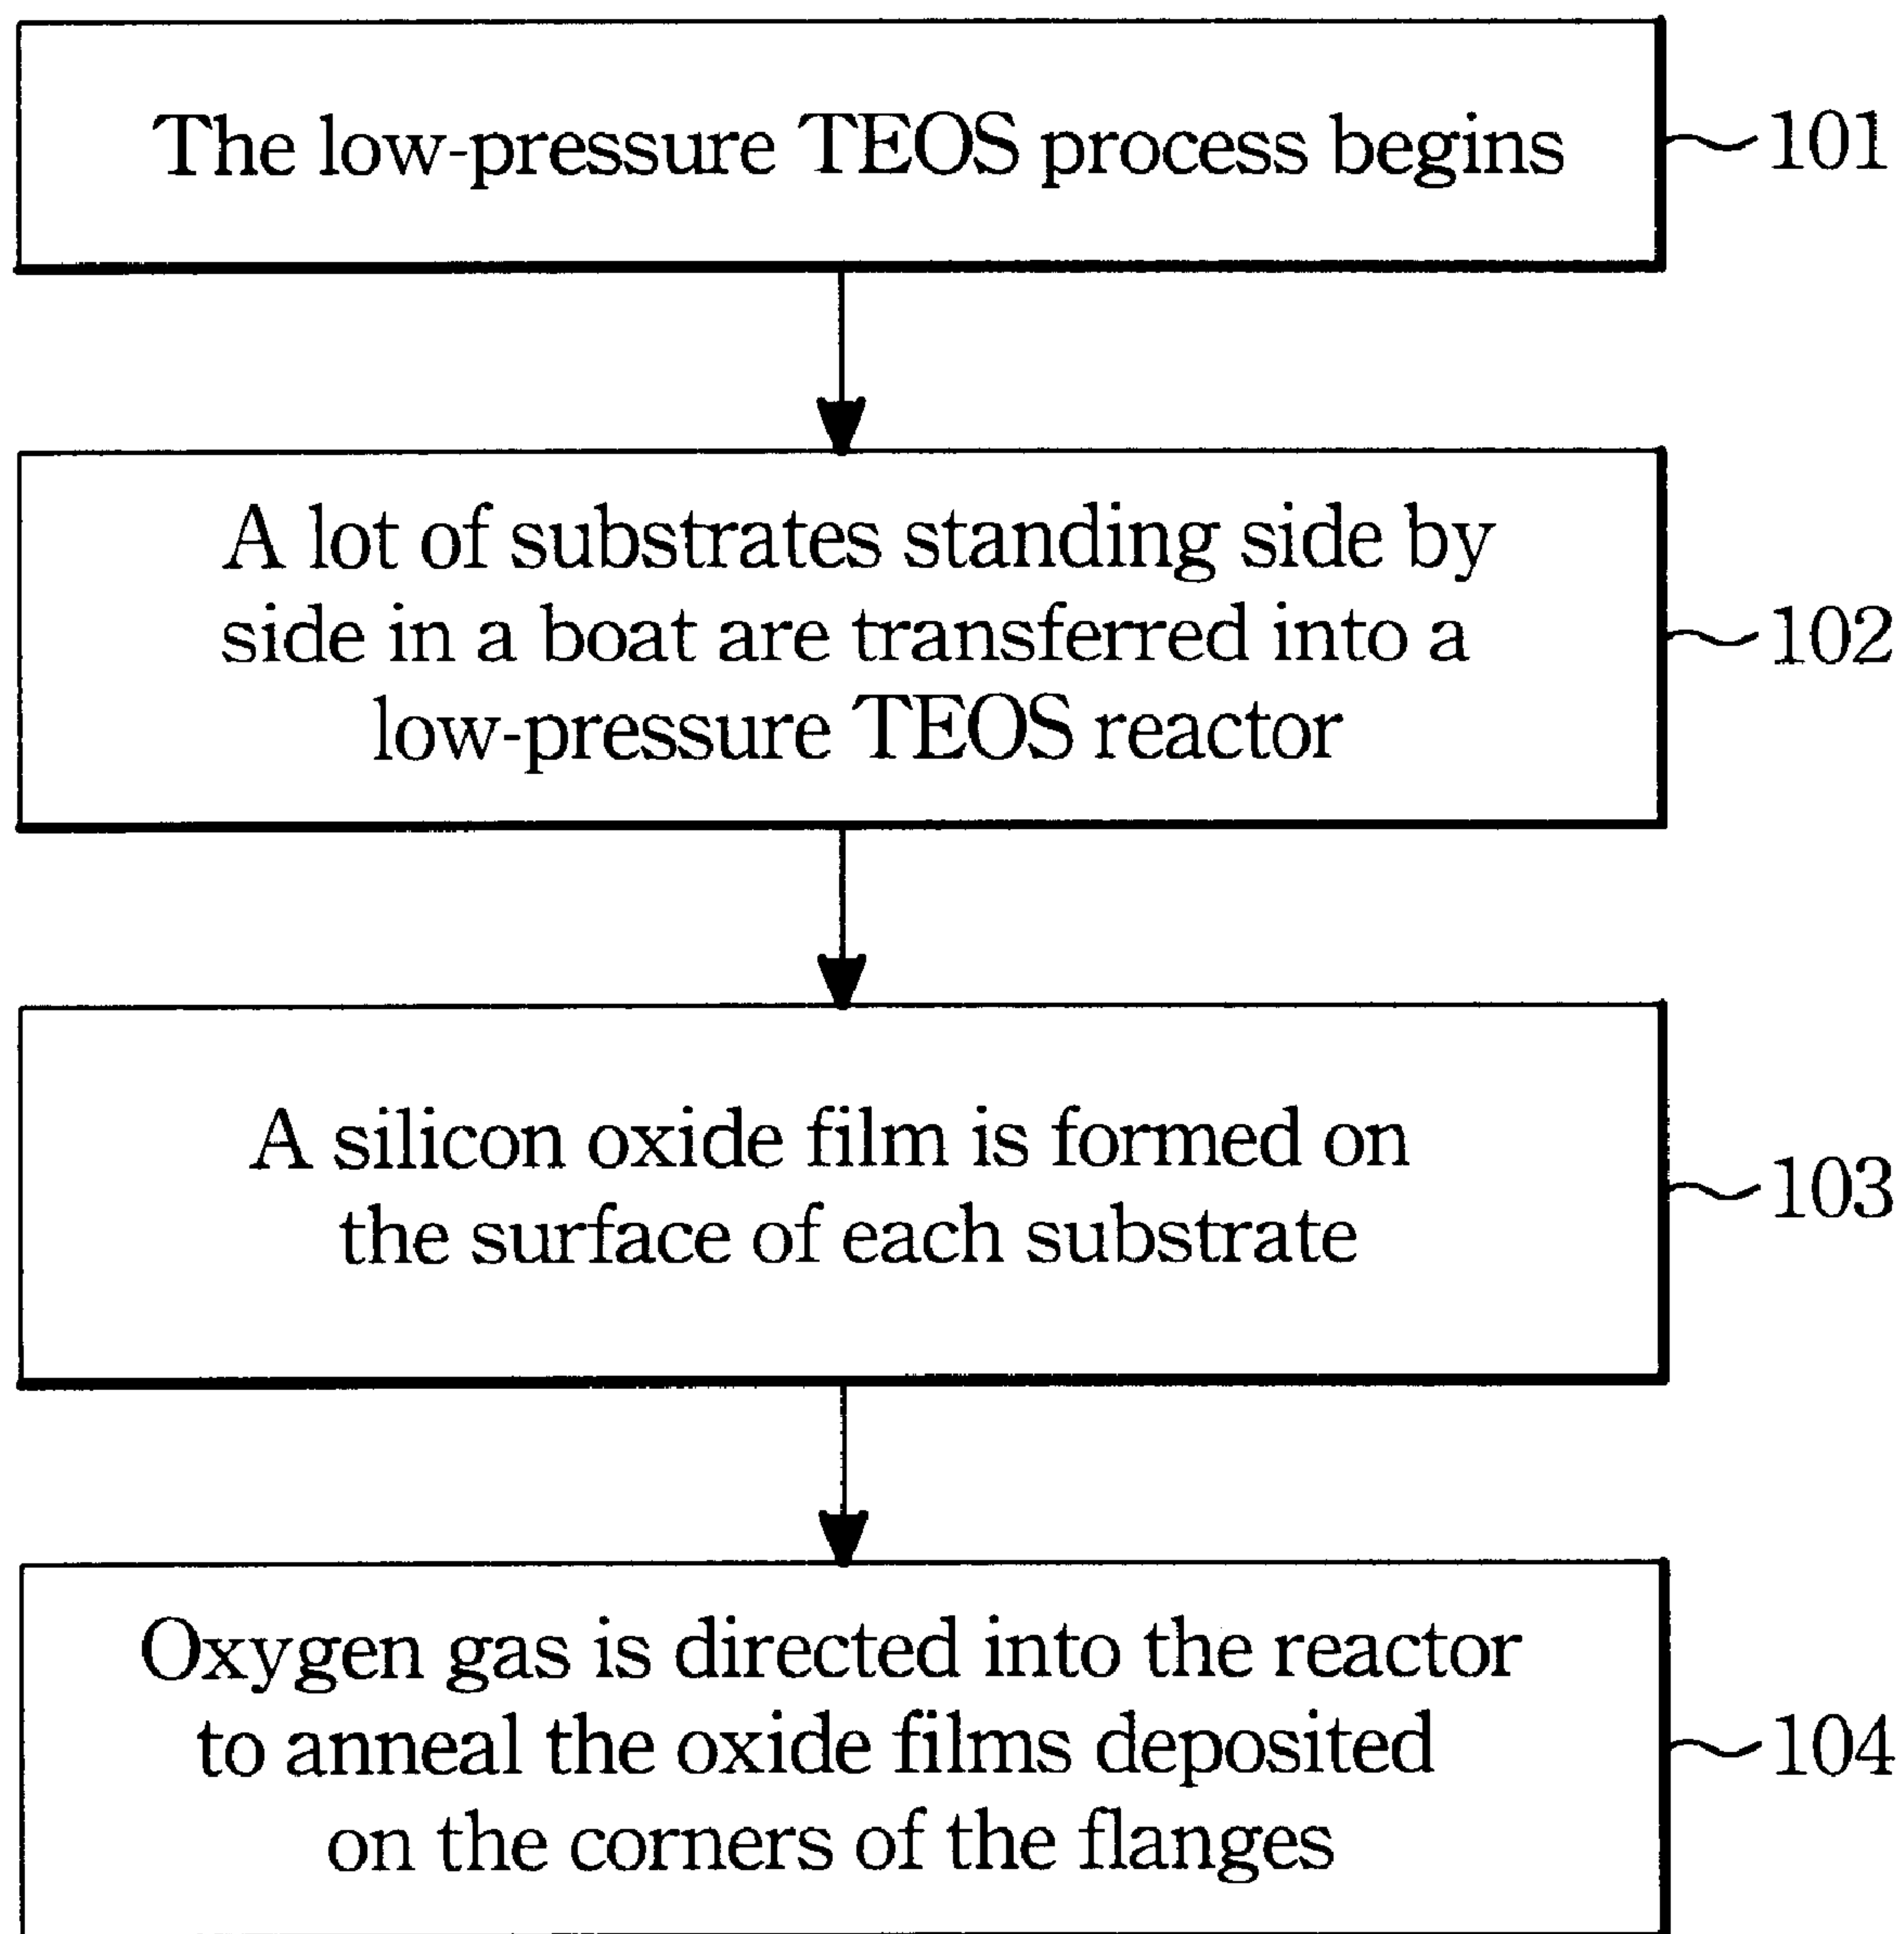 The low-pressure TEOS process begins
101
A lot of substrates standing side by
side in a boat are transferred into a
low-pressure TEOS reactor
102
A silicon oxide film is formed on
the surface of each substrate
103
Oxygen gas is directed into the reactor
to anneal the oxide films deposited
on the corners of the flanges
104